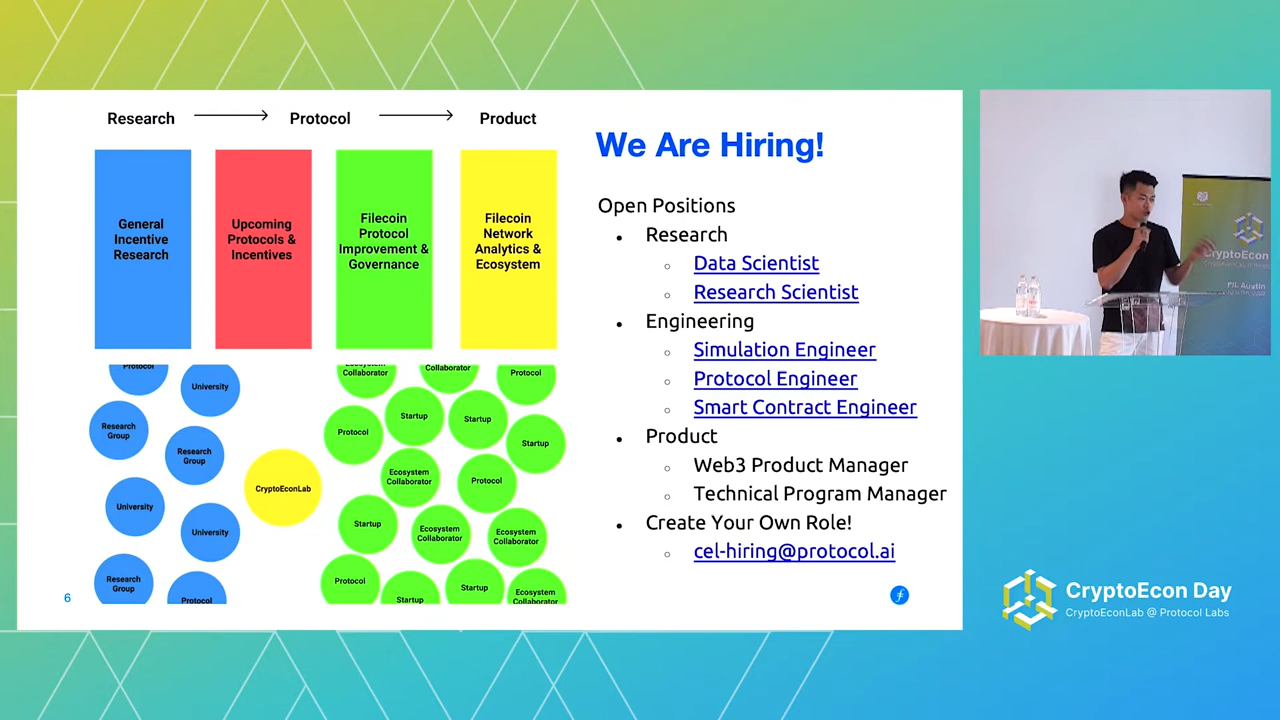 Research
Protocol
Product
General
Incentive
Research
Upcoming
Protocols &
Incentives
Filecoin
Protocol
Improvement &
Governance
Filecoin
Network
Analytics &
Ecosystem
Protocol
University
Research
Group
Research
Group
University
University
Research
Group
Protocol
CryptoEconLab
Ecosystem
Collaborator
Collaborator
Protocol
Startup
Startup
Protocol
Startup
Ecosystem
Collaborator
Protocol
Startup
Ecosystem
Collaborator
Ecosystem
Collaborator
Protocol
Startup
Startup
Ecosystem
Collaborator
6
We Are Hiring!
Open Positions
Research
Data Scientist
Research Scientist
Engineering
Simulation Engineer
Protocol Engineer
Smart Contract Engineer
Product
Web3 Product Manager
Technical Program Manager
Create Your Own Role!
cel-hiring@protocol.ai
CryptoEcon
Austin
CryptoEcon Day
CryptoEconLab @ Protocol Labs